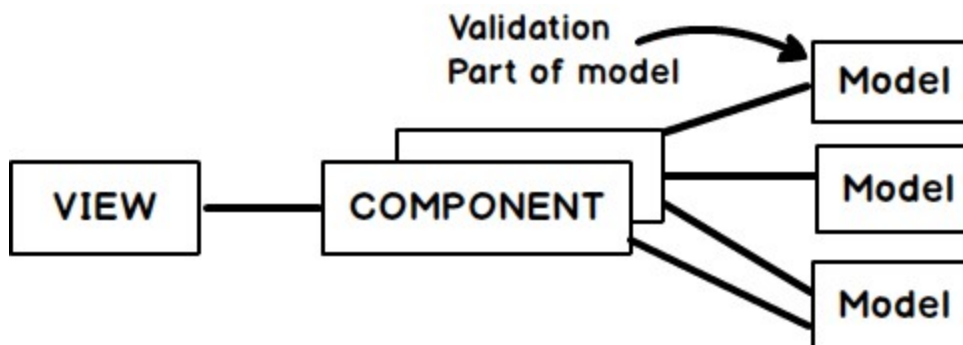 Validation
Part of model
Model
VIEW
COMPONENT
Model
Model